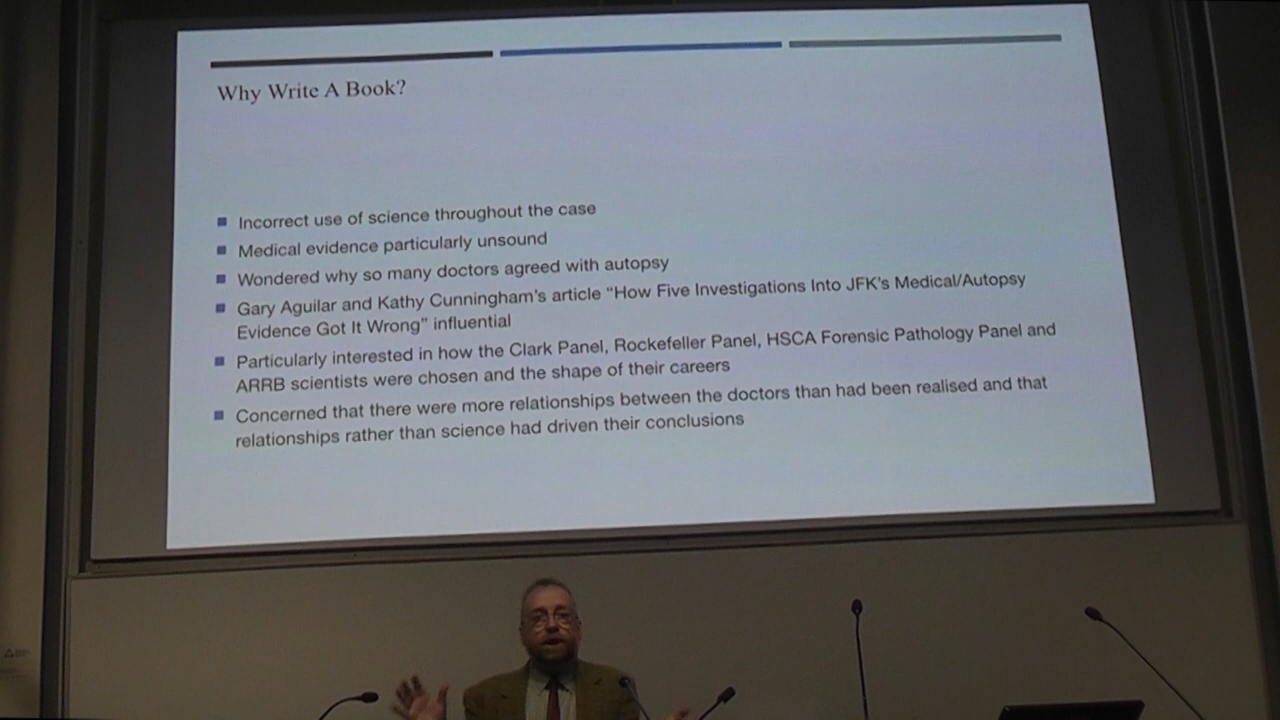 Why Write A Book?
Incorrect use of science throughout the case
Medical evidence particularly unsound
Wondered why so many doctors agreed with autopsy
Gary Aguilar and Kathy Cunningham's article “How Five Investigations Into JFK's Medical/Autopsy
Evidence Got It Wrong” influential
Particularly interested in how the Clark Panel, Rockefeller Panel, HSCA Forensic Pathology Panel and
ARRB scientists were chosen and the shape of their careers
Concerned that there were more relationships between the doctors than had been realised and that
relationships rather than science had driven their conclusions